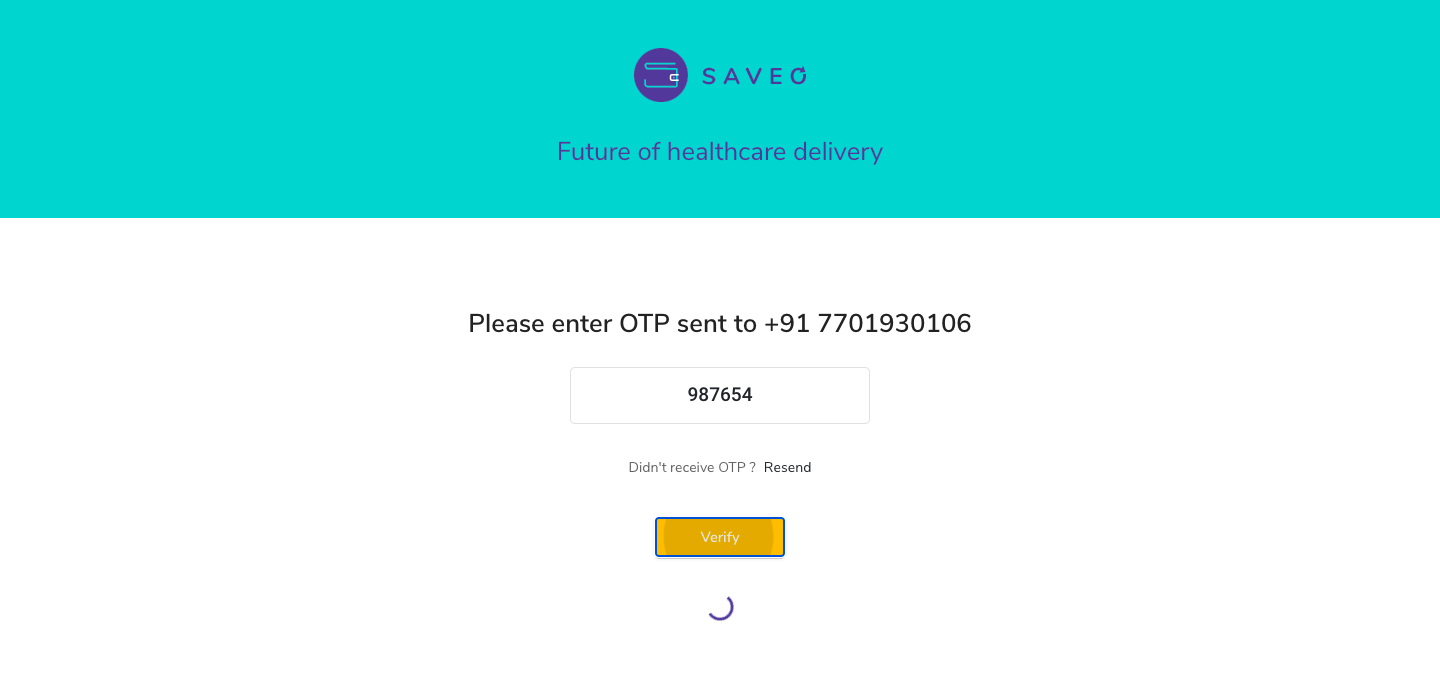 SAVEO
Future of healthcare delivery
Please enter OTP sent to +91 7701930106
987654
Didn't receive OTP ? Resend
Verify